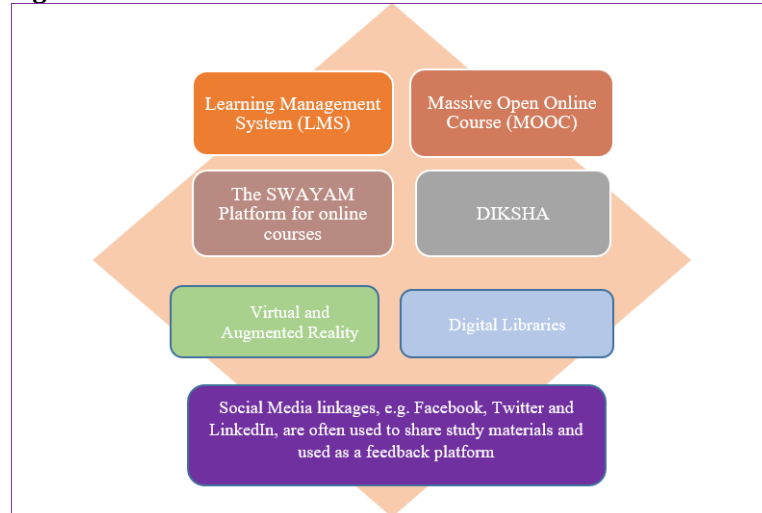 Learning Management
System (LMS)
Massive Open Online
Course (MOOC)
The SWAYAM
Platform for online
courses
DIKSHA
Virtual and
Augmented Reality
Digital Libraries
Social Media linkages, e.g. Facebook, Twitter and
LinkedIn, are often used to share study materials and
used as a feedback platform